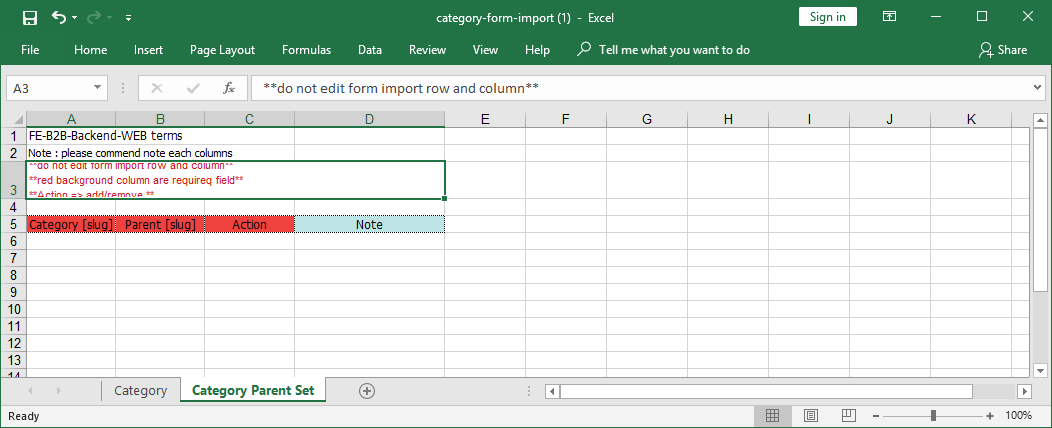 category-form-import (1) - Excel
Sign in
File Home Insert Page Layout Formulas Data Review View Help Tell me what you want to do Share
A3 fx **do not edit form import row and column**
A B C D E F G H I J K
1 FE-B2B-Backend-WEB terms
2 Note : please commend note each columns
**do not edit form import row and column**
**red background column are requireq field**
3 **Action => add/remove **
4
5 Category [slug] Parent [slug] Action Note
6
7
8
9
10
11
12
13
14
Category Category Parent Set
Ready 100%